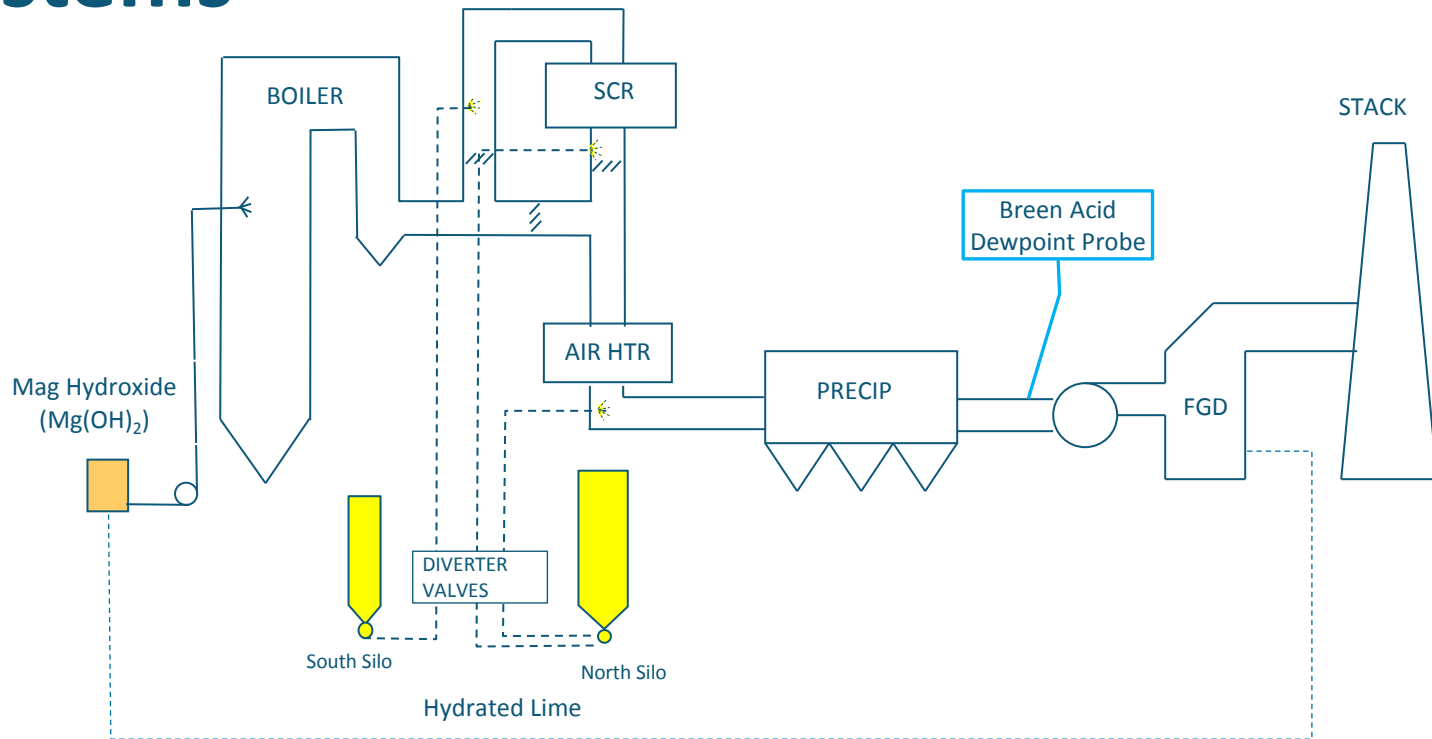 BOILER
SCR
STACK
Breen Acid
Dewpoint Probe
AIR HTR
Mag Hydroxide
(Mg(OH)₂)
PRECIP
FGD
DIVERTER
VALVES
South Silo
North Silo
Hydrated Lime